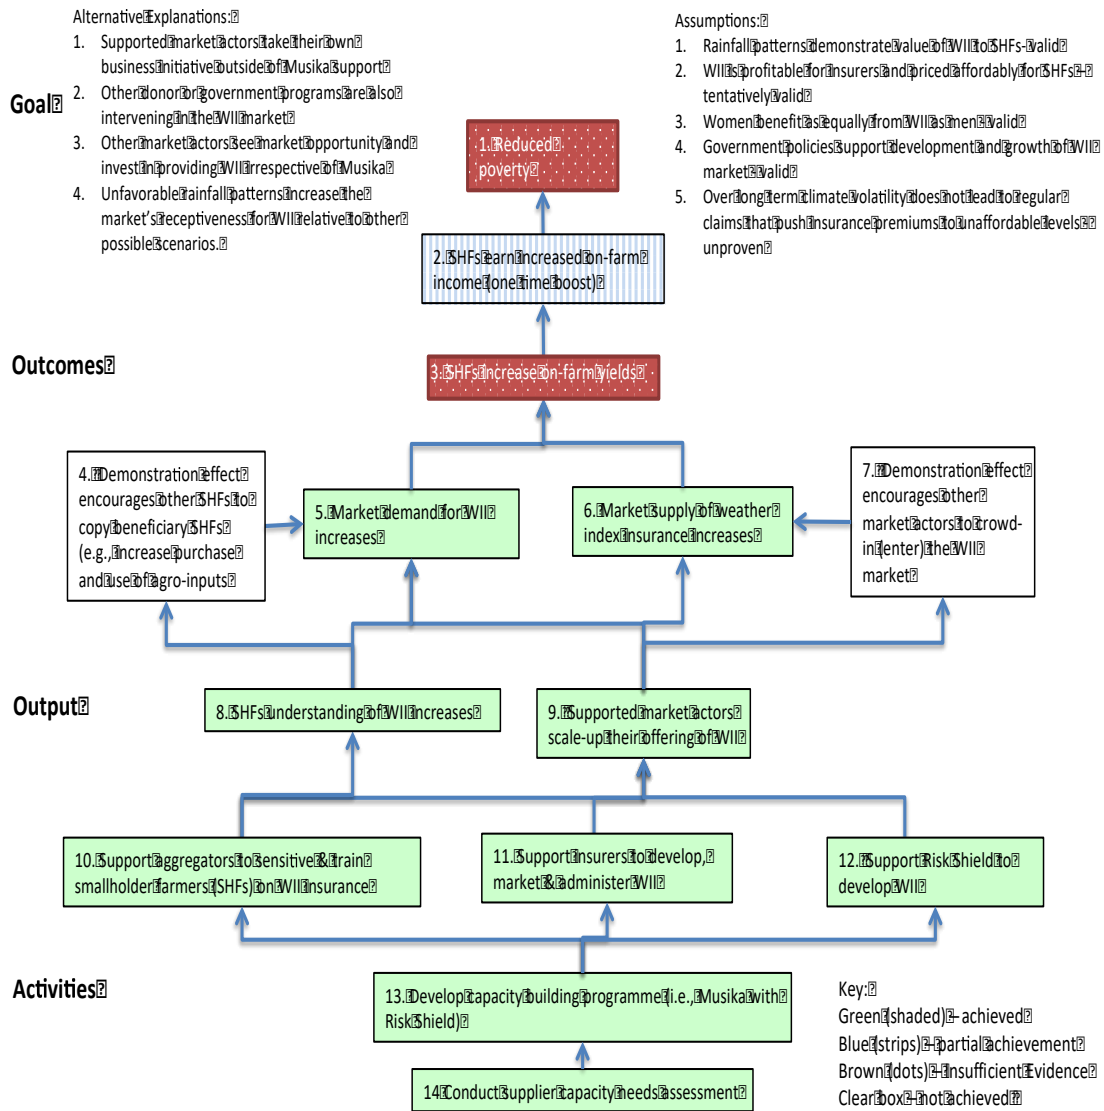 Alternative Explanations:
1. Supported market actors take their own
business initiative outside of Musika support
2. Other donor or government programs are also
intervening in the WII market
3. Other market actors see market opportunity and
invest in providing WII irrespective of Musika
4. Unfavorable rainfall patterns increase the
market's receptiveness for WII relative to other
possible scenarios.
Assumptions:
1. Rainfall patterns demonstrate value of WII to SHFs- valid
2. WII is profitable for insurers and priced affordably for SHFs –
tentatively valid
3. Women benefit as equally from WII as men - valid
4. Government policies support development and growth of WII
market - valid
5. Over long term climate volatility does not lead to regular
claims that push insurance premiums to unaffordable levels -
unproven
Goal
1. Reduced
poverty
2. SHFs earn increased on-farm
income (one time boost)
Outcomes
3. SHFs increase on-farm yields
4. Demonstration effect
encourages other SHFs to
copy beneficiary SHFs
(e.g., increase purchase
and use of agro-inputs
5. Market demand for WII
increases
6. Market supply of weather
index insurance increases
7. Demonstration effect
encourages other
market actors to crowd-
in (enter) the WII
market
Output
8. SHFs understanding of WII increases
9. Supported market actors
scale-up their offering of WII
10. Support aggregators to sensitive & train
smallholder farmers (SHFs) on WII insurance
11. Support insurers to develop,
market & administer WII
12. Support Risk Shield to
develop WII
Activities
13. Develop capacity building programme (i.e., Musika with
Risk Shield)
14 Conduct supplier capacity needs assessment
Key:
Green (shaded) – achieved
Blue (strips) – partial achievement
Brown (dots) – Insufficient Evidence
Clear box – not achieved